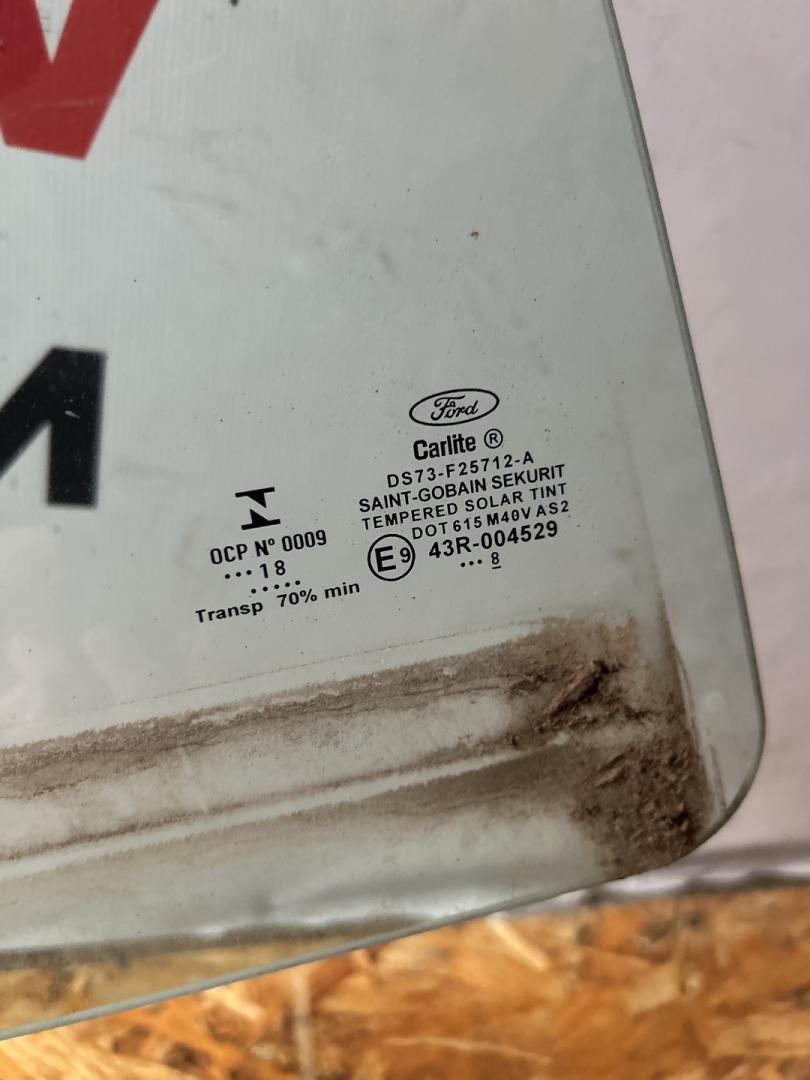 Ford
Carlite ®
DS73-F25712-A
SAINT-GOBAIN SEKURIT
TEMPERED SOLAR TINT
DOT 615 M40V AS2
E9 43R-004529
••• 8
OCP Nº 0009
•••18
•••••
Transp 70% min